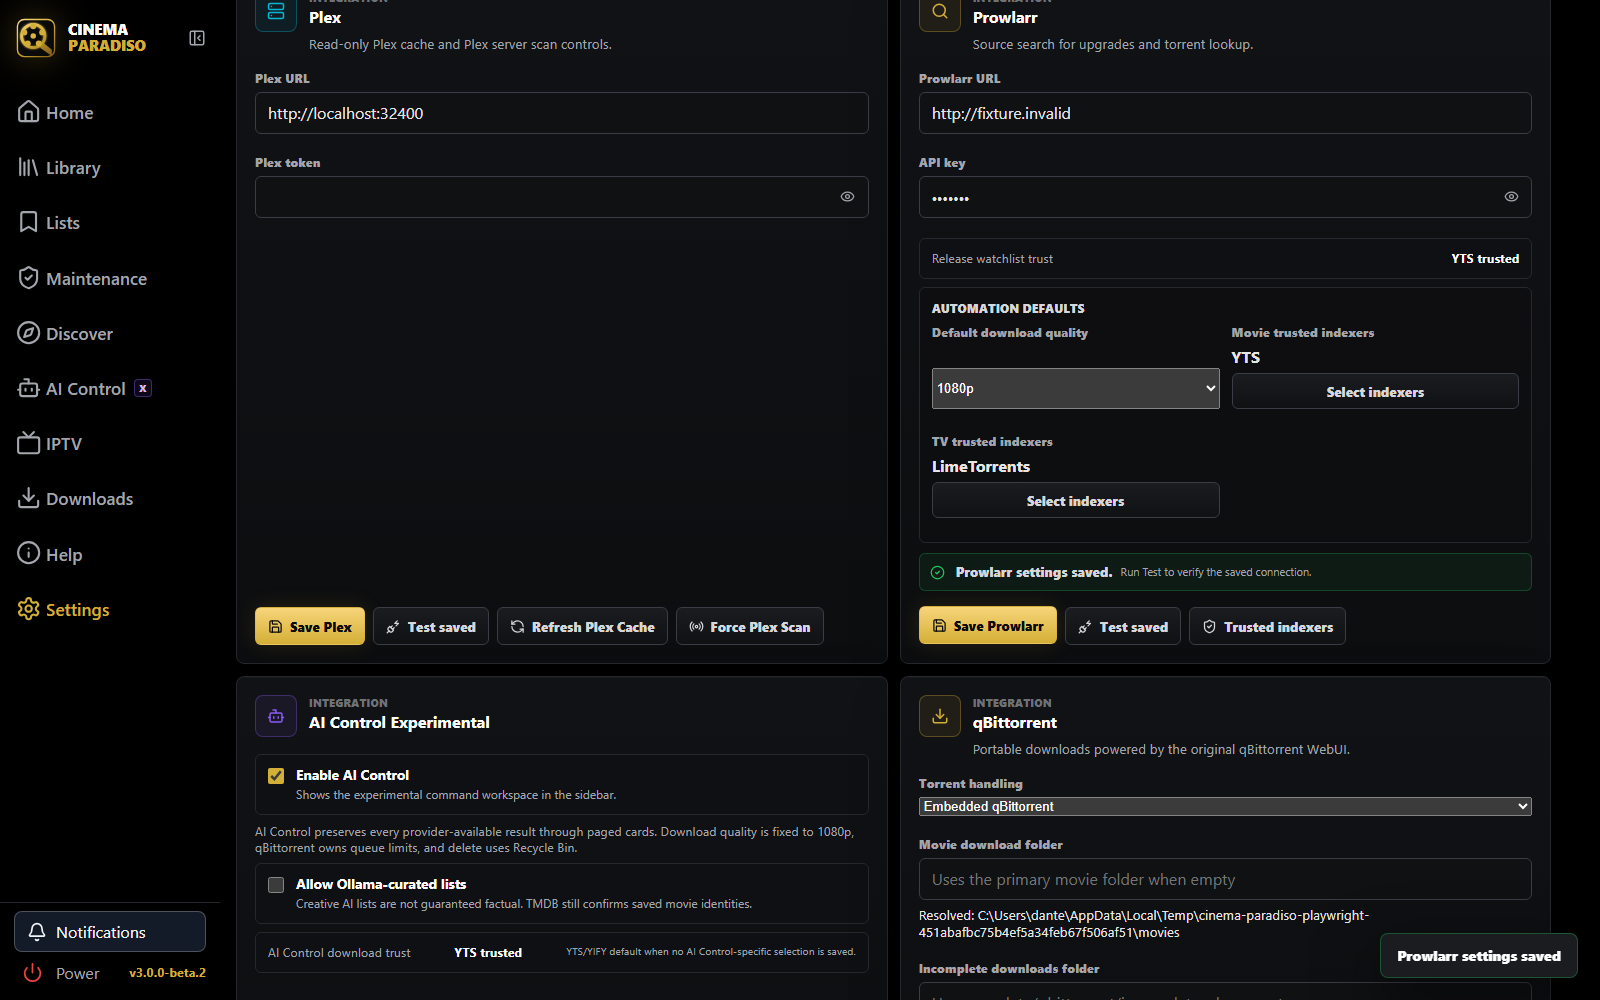 CINEMA
PARADISO
Home
Library
Lists
Maintenance
Discover
AI Control x
IPTV
Downloads
Help
Settings
Notifications
Power v3.0.0-beta.2
INTEGRATION
Plex
Read-only Plex cache and Plex server scan controls.
Plex URL
http://localhost:32400
Plex token
Save Plex
Test saved
Refresh Plex Cache
Force Plex Scan
INTEGRATION
Prowlarr
Source search for upgrades and torrent lookup.
Prowlarr URL
http://fixture.invalid
API key
•••••••
Release watchlist trust YTS trusted
AUTOMATION DEFAULTS
Default download quality
1080p
Movie trusted indexers
YTS
Select indexers
TV trusted indexers
LimeTorrents
Select indexers
Prowlarr settings saved. Run Test to verify the saved connection.
Save Prowlarr
Test saved
Trusted indexers
INTEGRATION
AI Control Experimental
Enable AI Control
Shows the experimental command workspace in the sidebar.
AI Control preserves every provider-available result through paged cards. Download quality is fixed to 1080p,
qBittorrent owns queue limits, and delete uses Recycle Bin.
Allow Ollama-curated lists
Creative AI lists are not guaranteed factual. TMDB still confirms saved movie identities.
AI Control download trust YTS trusted YTS/YIFY default when no AI Control-specific selection is saved.
INTEGRATION
qBittorrent
Portable downloads powered by the original qBittorrent WebUI.
Torrent handling
Embedded qBittorrent
Movie download folder
Uses the primary movie folder when empty
Resolved: C:\Users\dante\AppData\Local\Temp\cinema-paradiso-playwright-
451abafbc75b4ef5a34feb67f506af51\movies
Incomplete downloads folder
Prowlarr settings saved